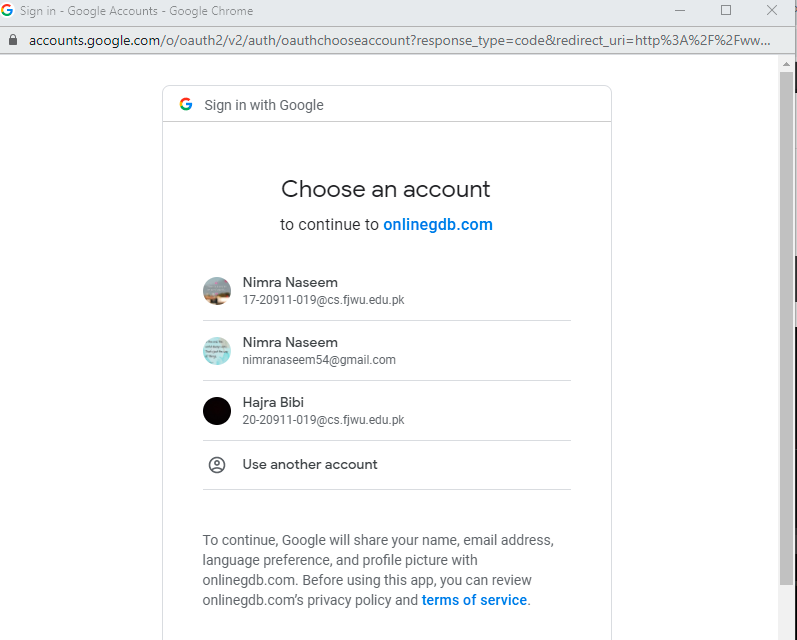 Sign in - Google Accounts - Google Chrome
accounts.google.com/o/oauth2/v2/auth/oauthchooseaccount?response_type=code&redirect_uri=http%3A%2F%2Fww...
Sign in with Google
Choose an account
to continue to onlinegdb.com
Nimra Naseem
17-20911-019@cs.fjwu.edu.pk
Nimra Naseem
nimranaseem54@gmail.com
Hajra Bibi
20-20911-019@cs.fjwu.edu.pk
Use another account
To continue, Google will share your name, email address,
language preference, and profile picture with
onlinegdb.com. Before using this app, you can review
onlinegdb.com's privacy policy and terms of service.